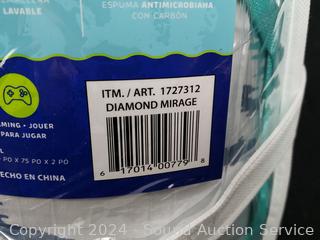 LAVABLE
ESPUMA ANTIMICROBIANA
CON CARBÓN
ITM. / ART. 1727312
DIAMOND MIRAGE
MING • JOUER
PARA JUGAR
L
PO X 75 PO X 2 PO
ECHO EN CHINA
6 17014 00779 8
Copyright 2024 - Sound Auction Service